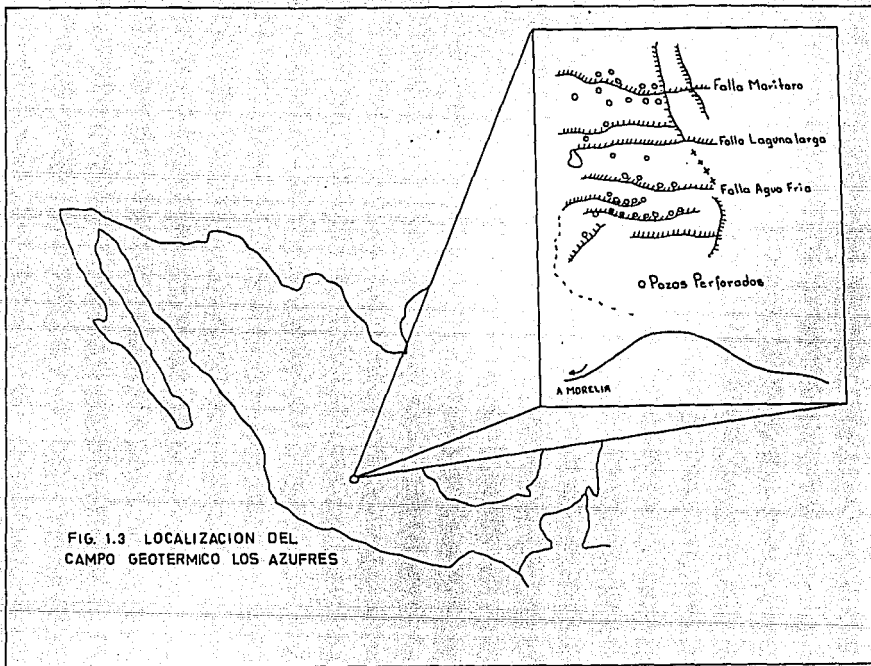 Falla Maritaro
Falla Laguna larga
Falla Agua Fria
o Pozos Perforados
A MORELIA
FIG. 1.3 LOCALIZACION DEL
CAMPO GEOTERMICO LOS AZUFRES